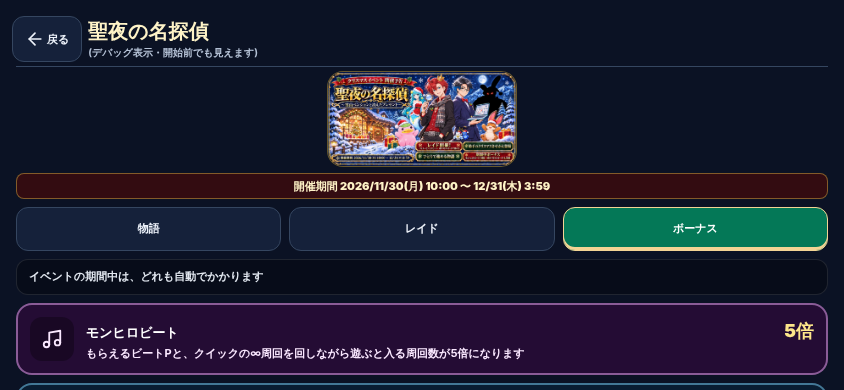 戻る
聖夜の名探偵
(デバッグ表示・開始前でも見えます)
聖夜の名探偵
開催期間 2026/11/30(月) 10:00 〜 12/31(木) 3:59
物語
レイド
ボーナス
イベントの期間中は、どれも自動でかかります
モンヒロビート
5倍
もらえるビートPと、クイックの∞周回を回しながら遊ぶと入る周回数が5倍になります